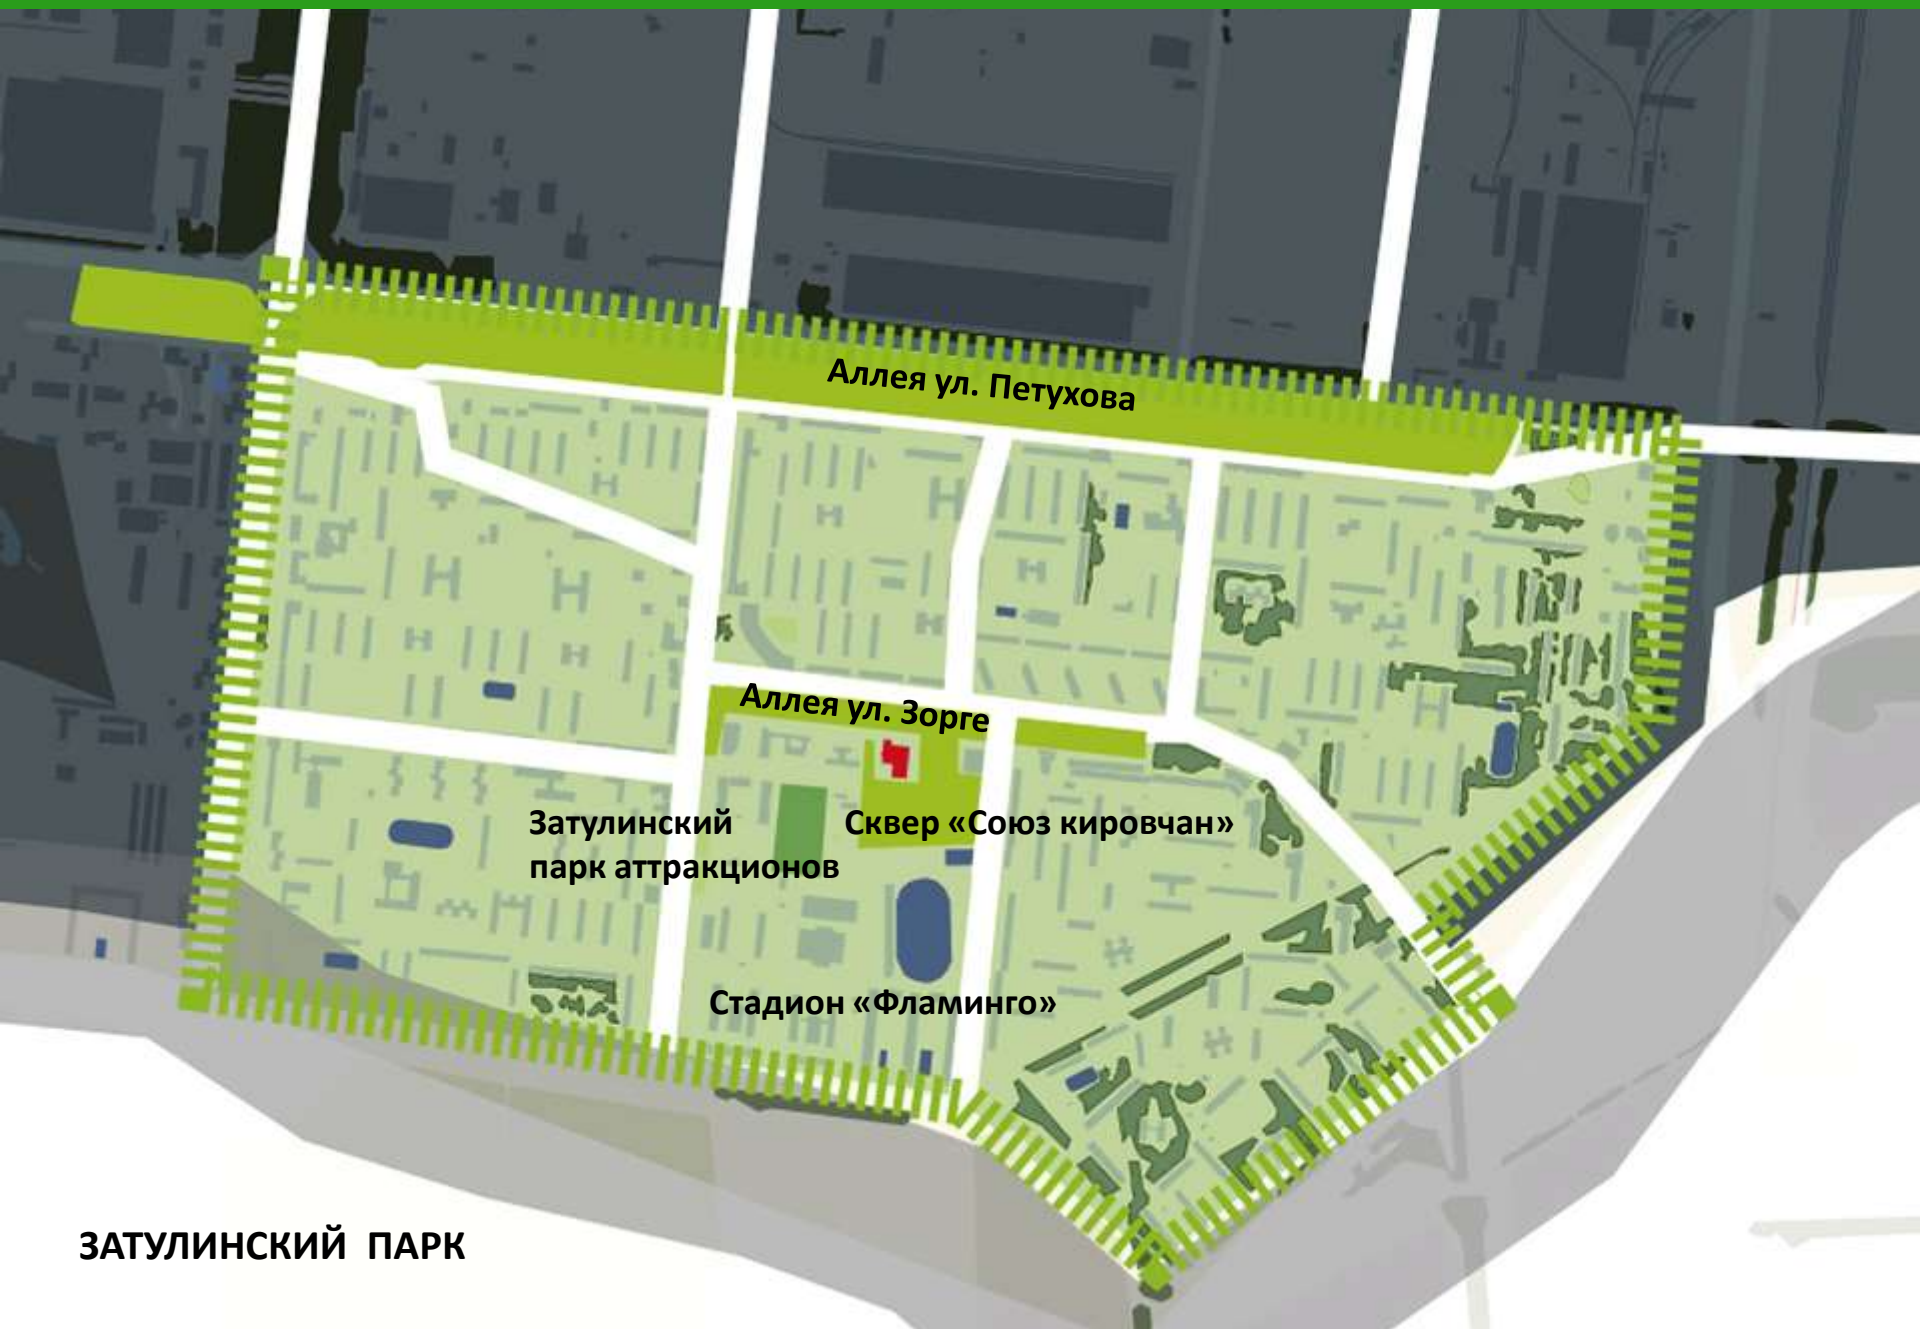 Аллея ул. Петухова
Аллея ул. Зорге
Затулинский
парк аттракционов
Сквер «Союз кировчан»
Стадион «Фламинго»
ЗАТУЛИНСКИЙ ПАРК